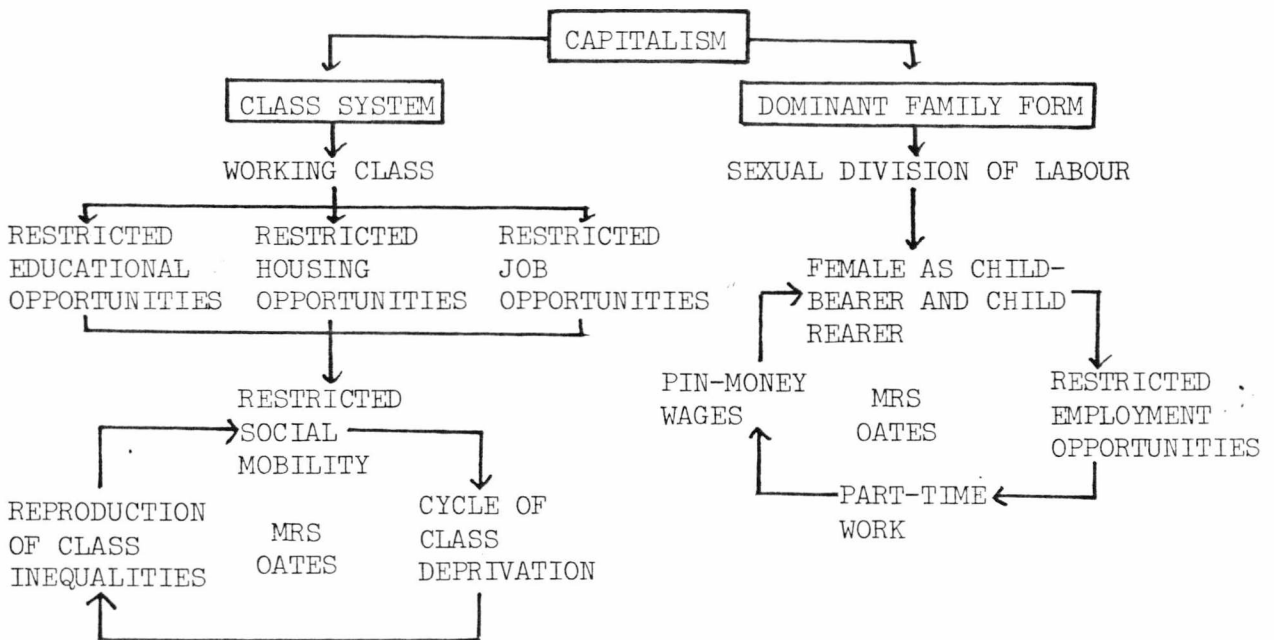 CAPITALISM
CLASS SYSTEM
DOMINANT FAMILY FORM
WORKING CLASS
SEXUAL DIVISION OF LABOUR
RESTRICTED
EDUCATIONAL
OPPORTUNITIES
RESTRICTED
HOUSING
OPPORTUNITIES
RESTRICTED
JOB
OPPORTUNITIES
FEMALE AS CHILD-
BEARER AND CHILD
REARER
RESTRICTED
SOCIAL
MOBILITY
PIN-MONEY
WAGES
MRS
OATES
RESTRICTED
EMPLOYMENT
OPPORTUNITIES
PART-TIME
WORK
REPRODUCTION
OF CLASS
INEQUALITIES
MRS
OATES
CYCLE OF
CLASS
DEPRIVATION